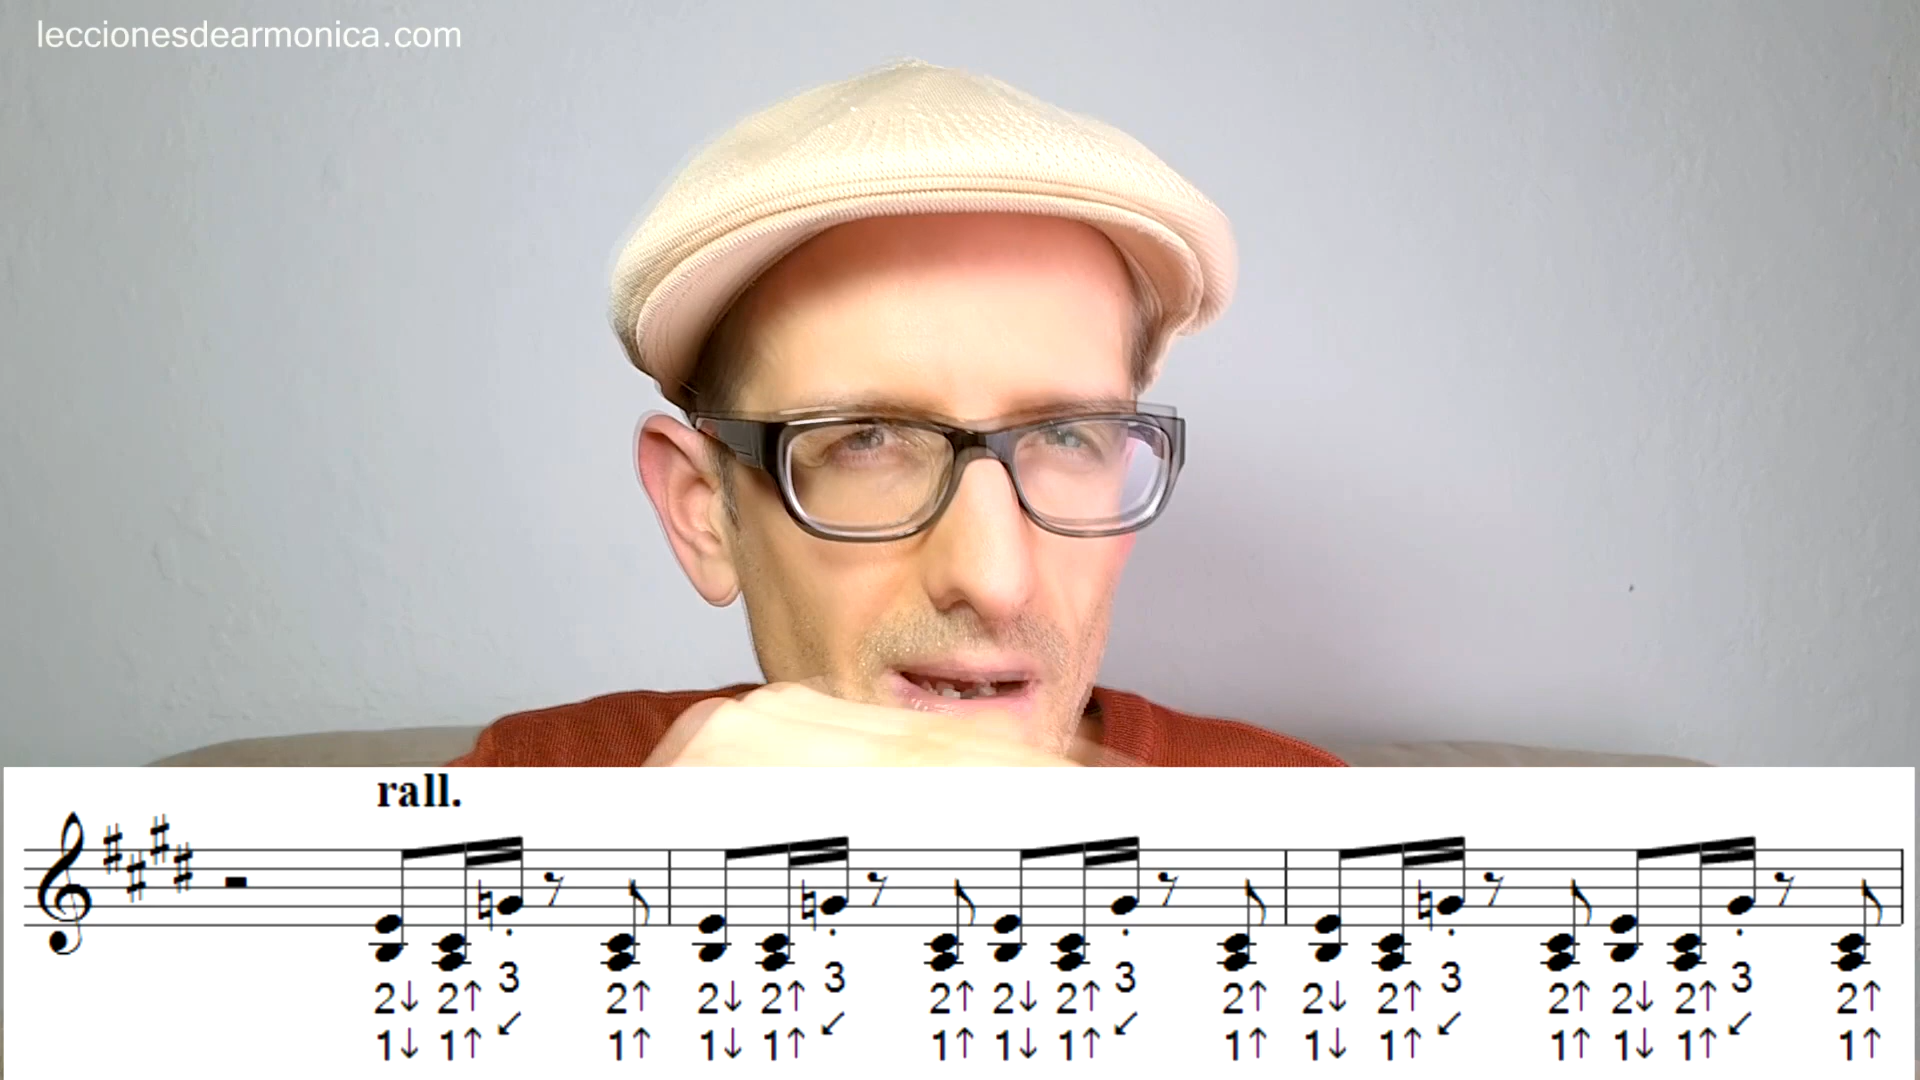 leccionesdearmonica.com
rall.
3 3 3 3 3
2↓ 2↑ 2↑ 2↓ 2↑ 2↑ 2↓ 2↑ 2↑ 2↓ 2↑ 2↑ 2↓ 2↑ 2↑
1↓ 1↑ ↙ 1↑ 1↓ 1↑ ↙ 1↑ 1↓ 1↑ ↙ 1↑ 1↓ 1↑ ↙ 1↑ 1↓ 1↑ ↙ 1↑